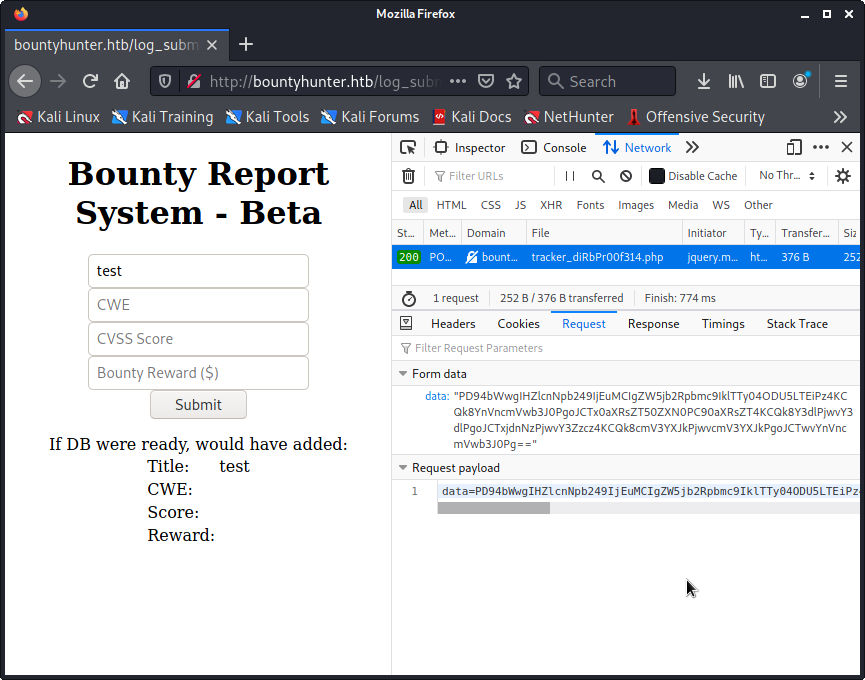 Mozilla Firefox
bountyhunter.htb/log_subm
http://bountyhunter.htb/log_subm
Search
Kali Linux Kali Training Kali Tools Kali Forums Kali Docs NetHunter Offensive Security
Bounty Report
System - Beta
test
CWE
CVSS Score
Bounty Reward ($)
Submit
If DB were ready, would have added:
Title: test
CWE:
Score:
Reward:
Inspector Console Network
Filter URLs Disable Cache No Thr...
All HTML CSS JS XHR Fonts Images Media WS Other
St... Met... Domain File Initiator Ty... Transfer... Siz
200 PO... bount... tracker_diRbPr00f314.php jquery.m... ht... 376 B 252
1 request 252 B / 376 B transferred Finish: 774 ms
Headers Cookies Request Response Timings Stack Trace
Filter Request Parameters
Form data
data: "PD94bWwgIHZlcnNpb249IjEuMCIgZW5jb2Rpbmc9IklTTy04ODU5LTEiPz4KC
Qk8YnVncmVwb3J0PgoJCTx0aXRsZT50ZXN0PC90aXRsZT4KCQk8Y3dlPjwvY
3dlPgoJCTxjdnNzPjwvY3Zzcz4KCQk8cmV3YXJkPjwvcmV3YXJkPgoJCTwvYnVnc
mVwb3J0Pg=="
Request payload
1 data=PD94bWwgIHZlcnNpb249IjEuMCIgZW5jb2Rpbmc9IklTTy04ODU5LTEiPz4